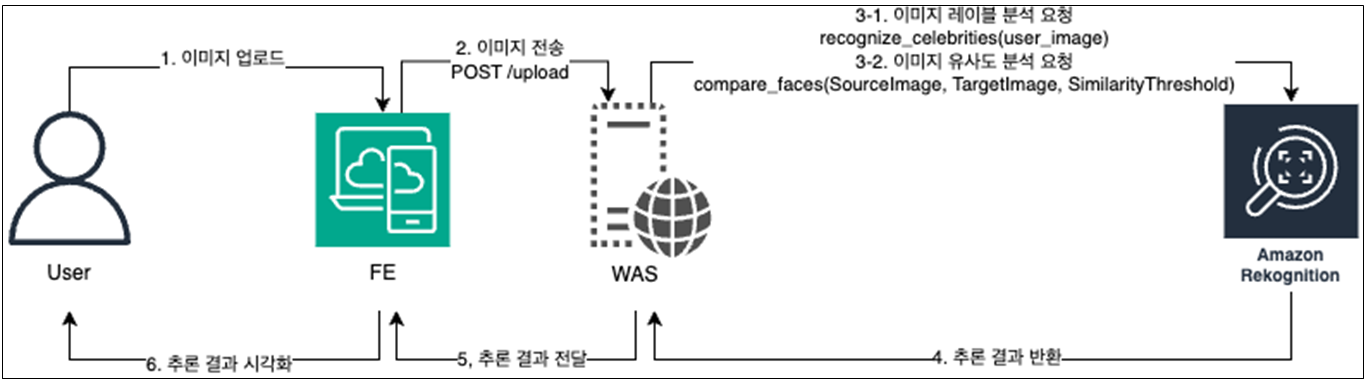 1. 이미지 업로드
2. 이미지 전송
POST /upload
3-1. 이미지 레이블 분석 요청
recognize_celebrities(user_image)
3-2. 이미지 유사도 분석 요청
compare_faces(SourceImage, TargetImage, SimilarityThreshold)
User
FE
WAS
Amazon
Rekognition
6. 추론 결과 시각화
5, 추론 결과 전달
4. 추론 결과 반환